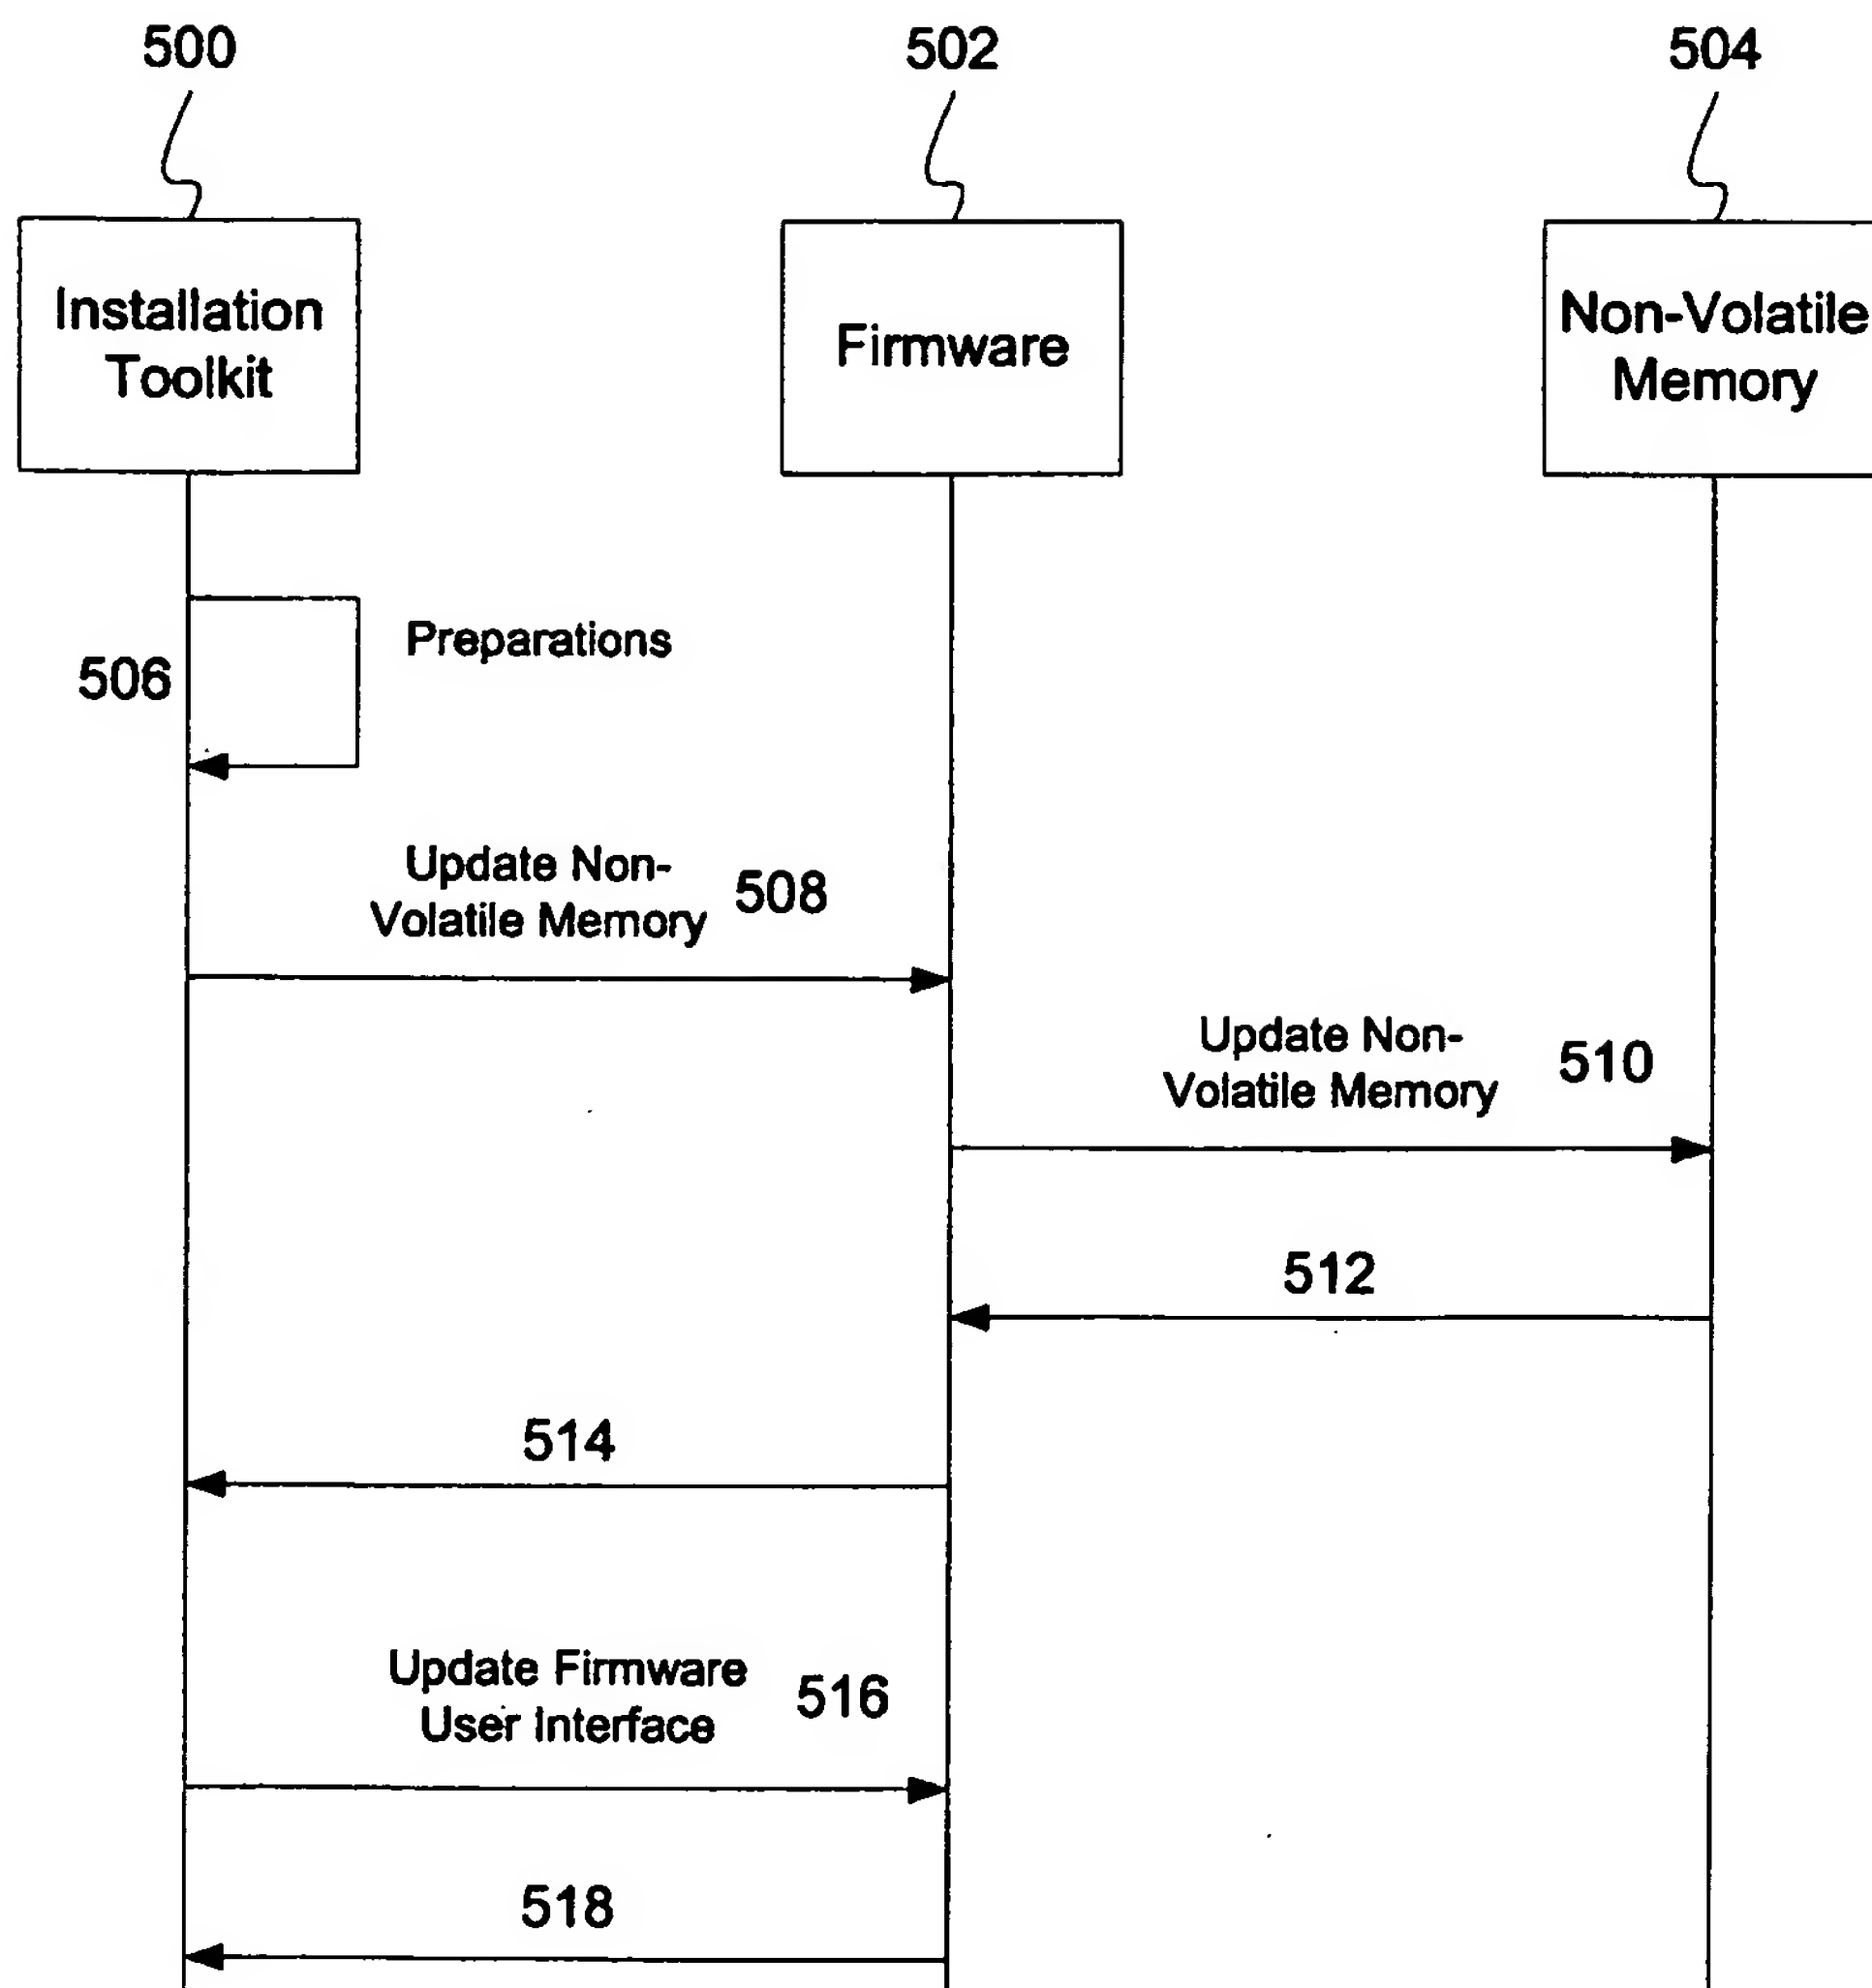 500
502
504
Installation
Toolkit
Firmware
Non-Volatile
Memory
Preparations
506
Update Non-
Volatile Memory
508
Update Non-
Volatile Memory
510
512
514
Update Firmware
User Interface
516
518